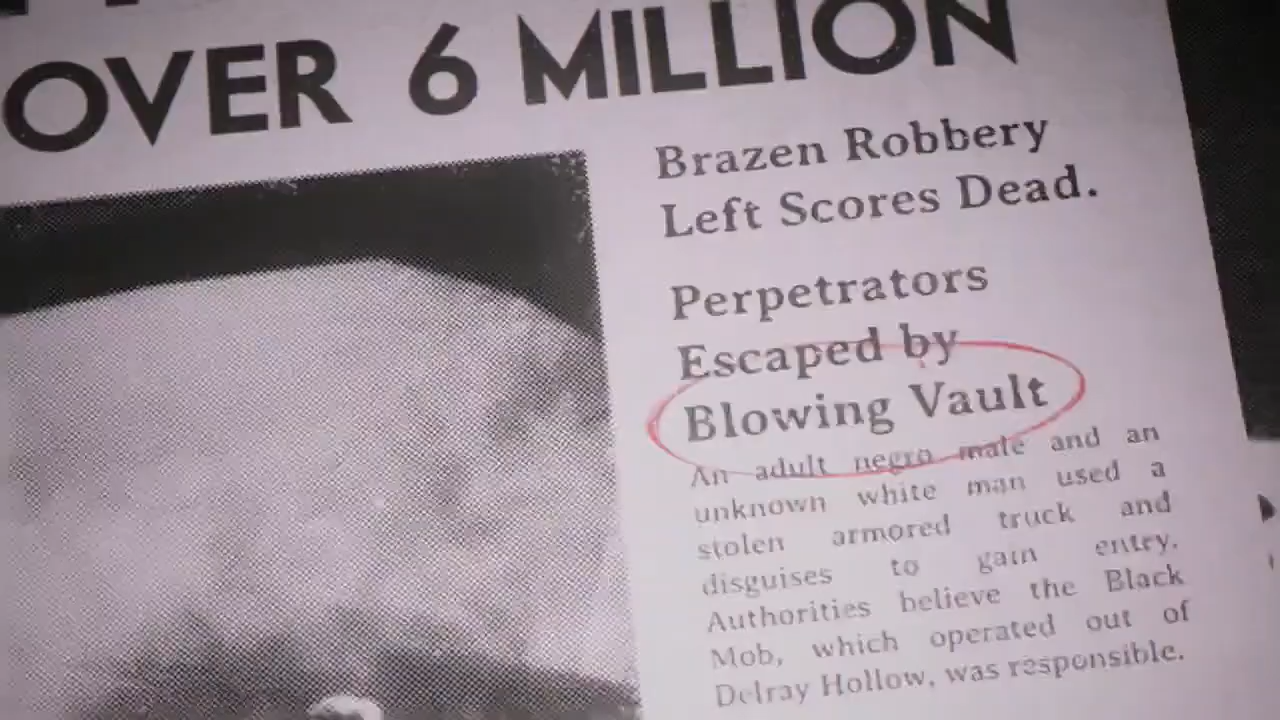 OVER 6 MILLION
Brazen Robbery
Left Scores Dead.
Perpetrators
Escaped by
Blowing Vault
An adult negro male and an
unknown white man used a
stolen armored truck and
disguises to gain entry.
Authorities believe the Black
Mob, which operated out of
Delray Hollow, was responsible.